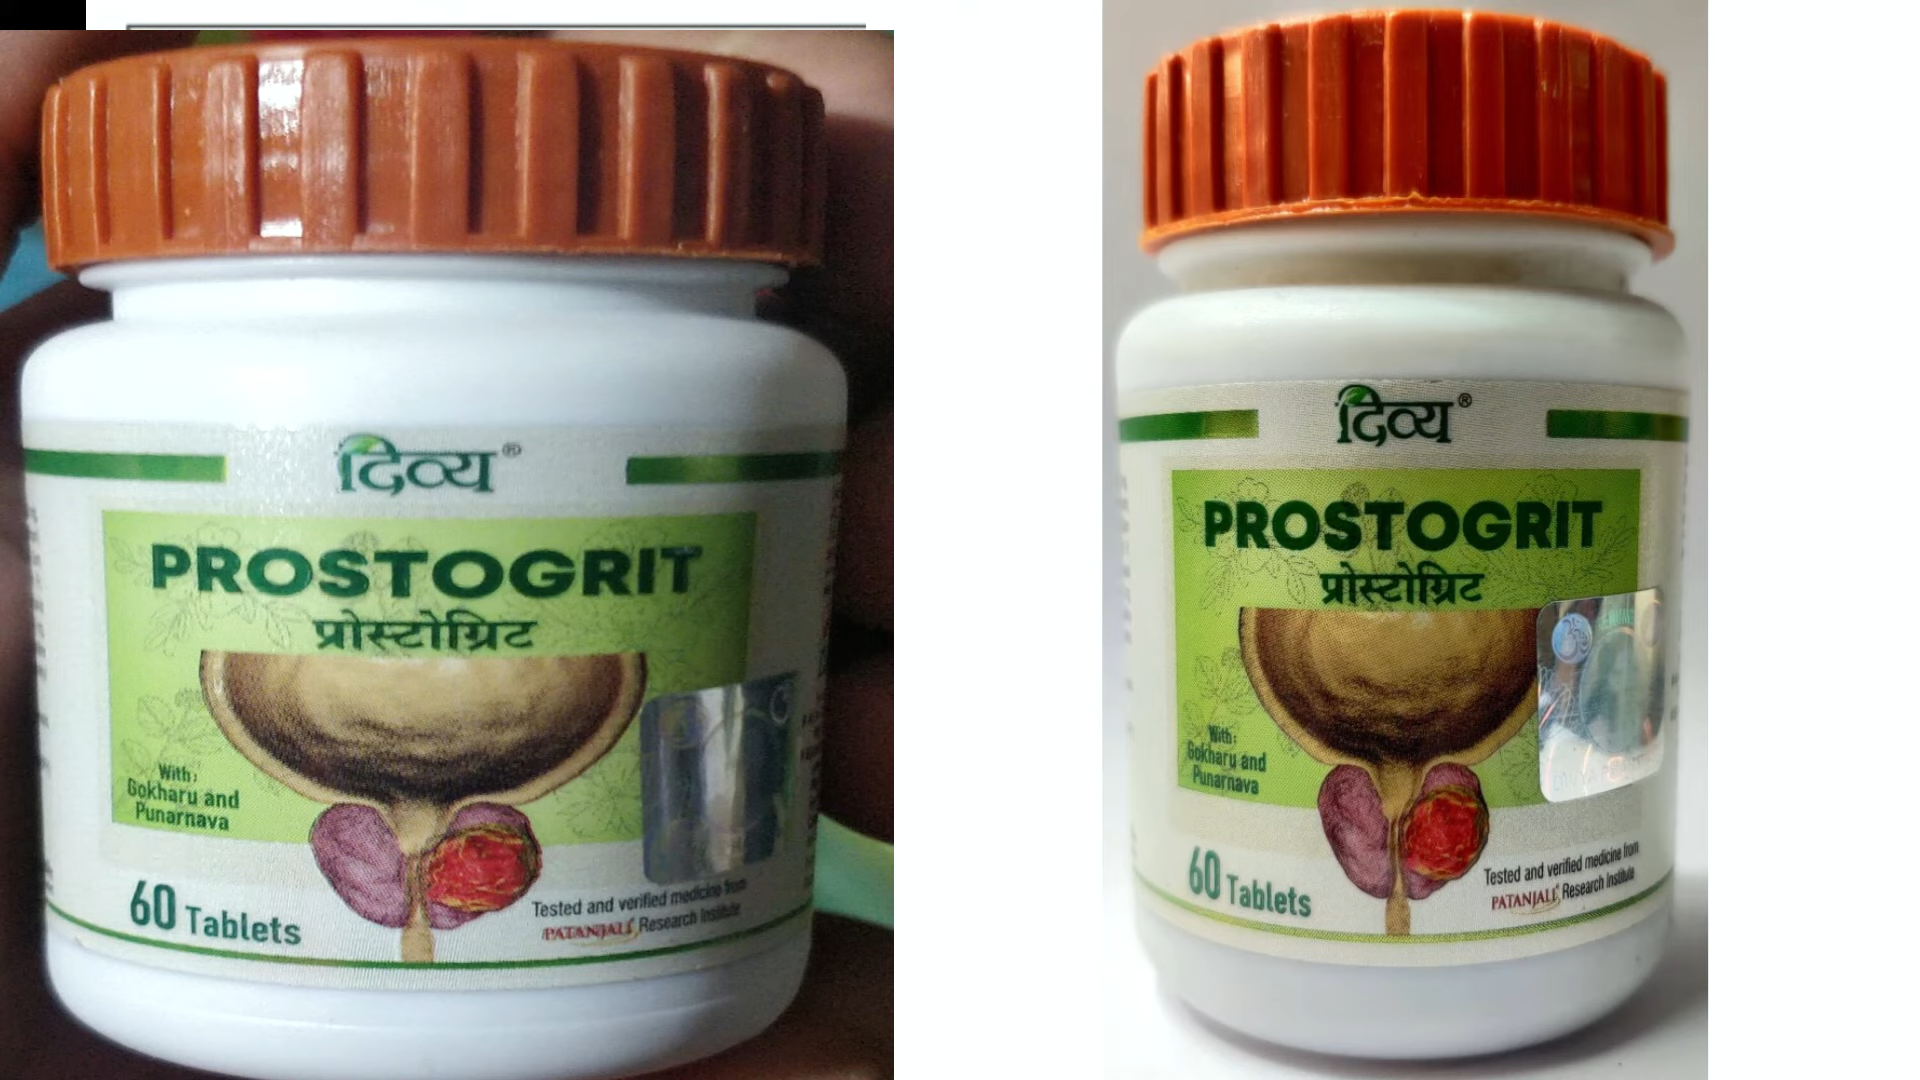 दिव्य®
PROSTOGRIT
प्रोस्टोग्रिट
With:
Gokharu and
Punarnava
60 Tablets
Tested and verified medicine from
PATANJALI® Research Institute
दिव्य®
PROSTOGRIT
प्रोस्टोग्रिट
With:
Gokharu and
Punarnava
60 Tablets
Tested and verified medicine from
PATANJALI® Research Institute